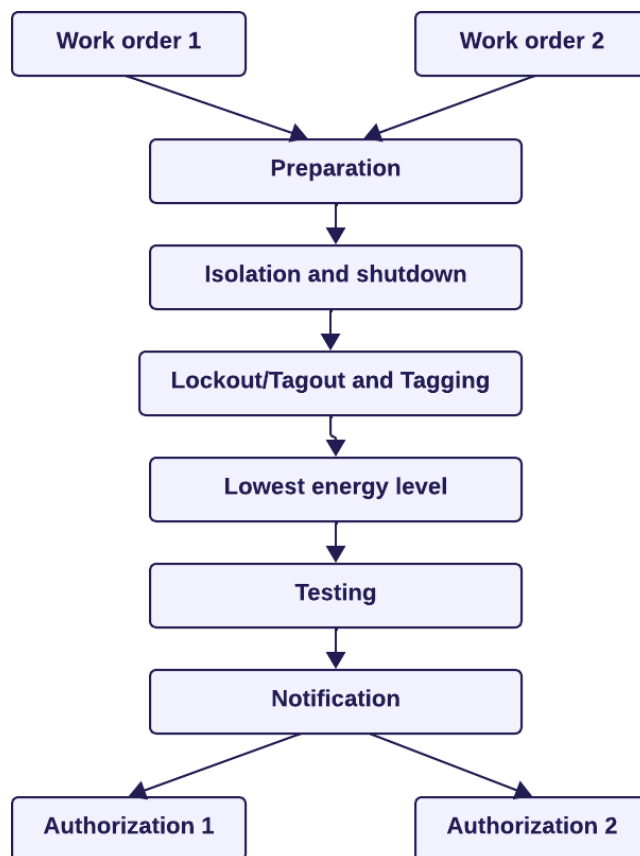 Work order 1
Work order 2
Preparation
Isolation and shutdown
Lockout/Tagout and Tagging
Lowest energy level
Testing
Notification
Authorization 1
Authorization 2